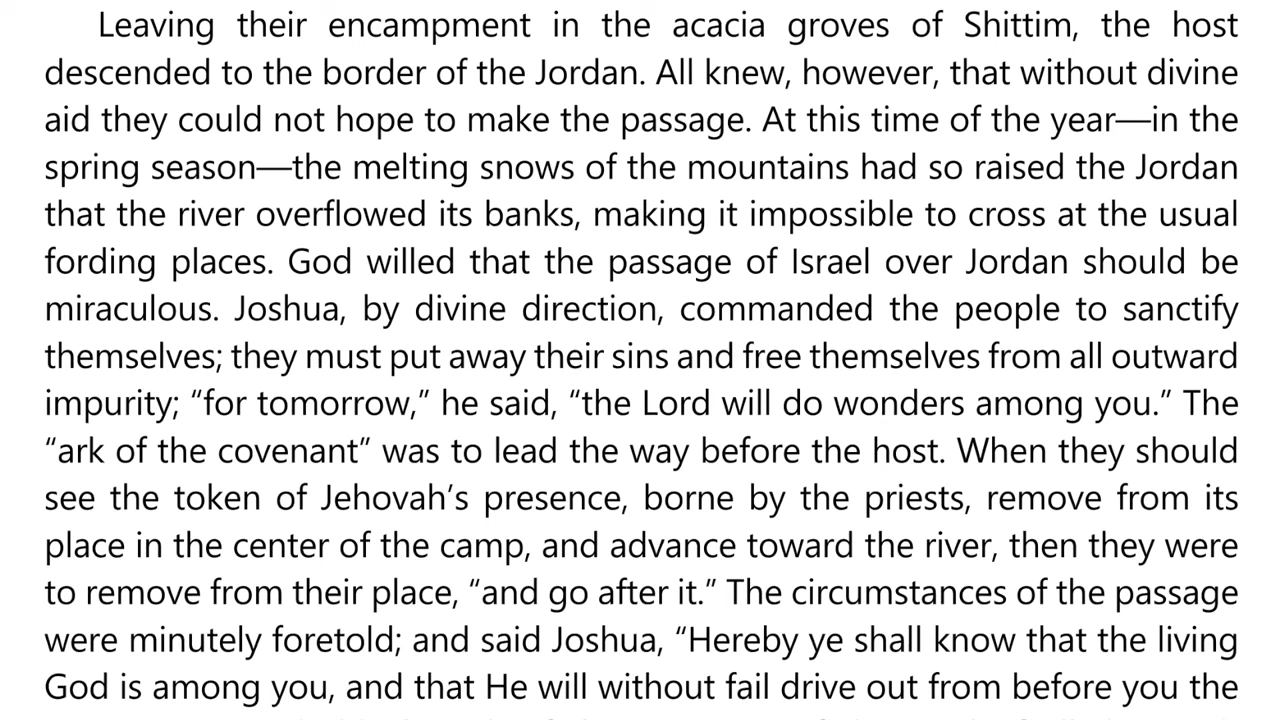 Leaving their encampment in the acacia groves of Shittim, the host
descended to the border of the Jordan. All knew, however, that without divine
aid they could not hope to make the passage. At this time of the year—in the
spring season—the melting snows of the mountains had so raised the Jordan
that the river overflowed its banks, making it impossible to cross at the usual
fording places. God willed that the passage of Israel over Jordan should be
miraculous. Joshua, by divine direction, commanded the people to sanctify
themselves; they must put away their sins and free themselves from all outward
impurity; “for tomorrow,” he said, “the Lord will do wonders among you.” The
“ark of the covenant” was to lead the way before the host. When they should
see the token of Jehovah’s presence, borne by the priests, remove from its
place in the center of the camp, and advance toward the river, then they were
to remove from their place, “and go after it.” The circumstances of the passage
were minutely foretold; and said Joshua, “Hereby ye shall know that the living
God is among you, and that He will without fail drive out from before you the